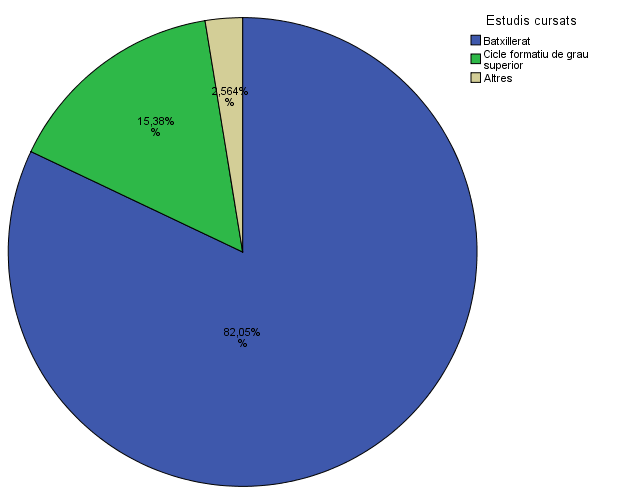 Estudis cursats
Batxillerat
Cicle formatiu de grau
superior
Altres
2,564%
%
15,38%
%
82,05%
%